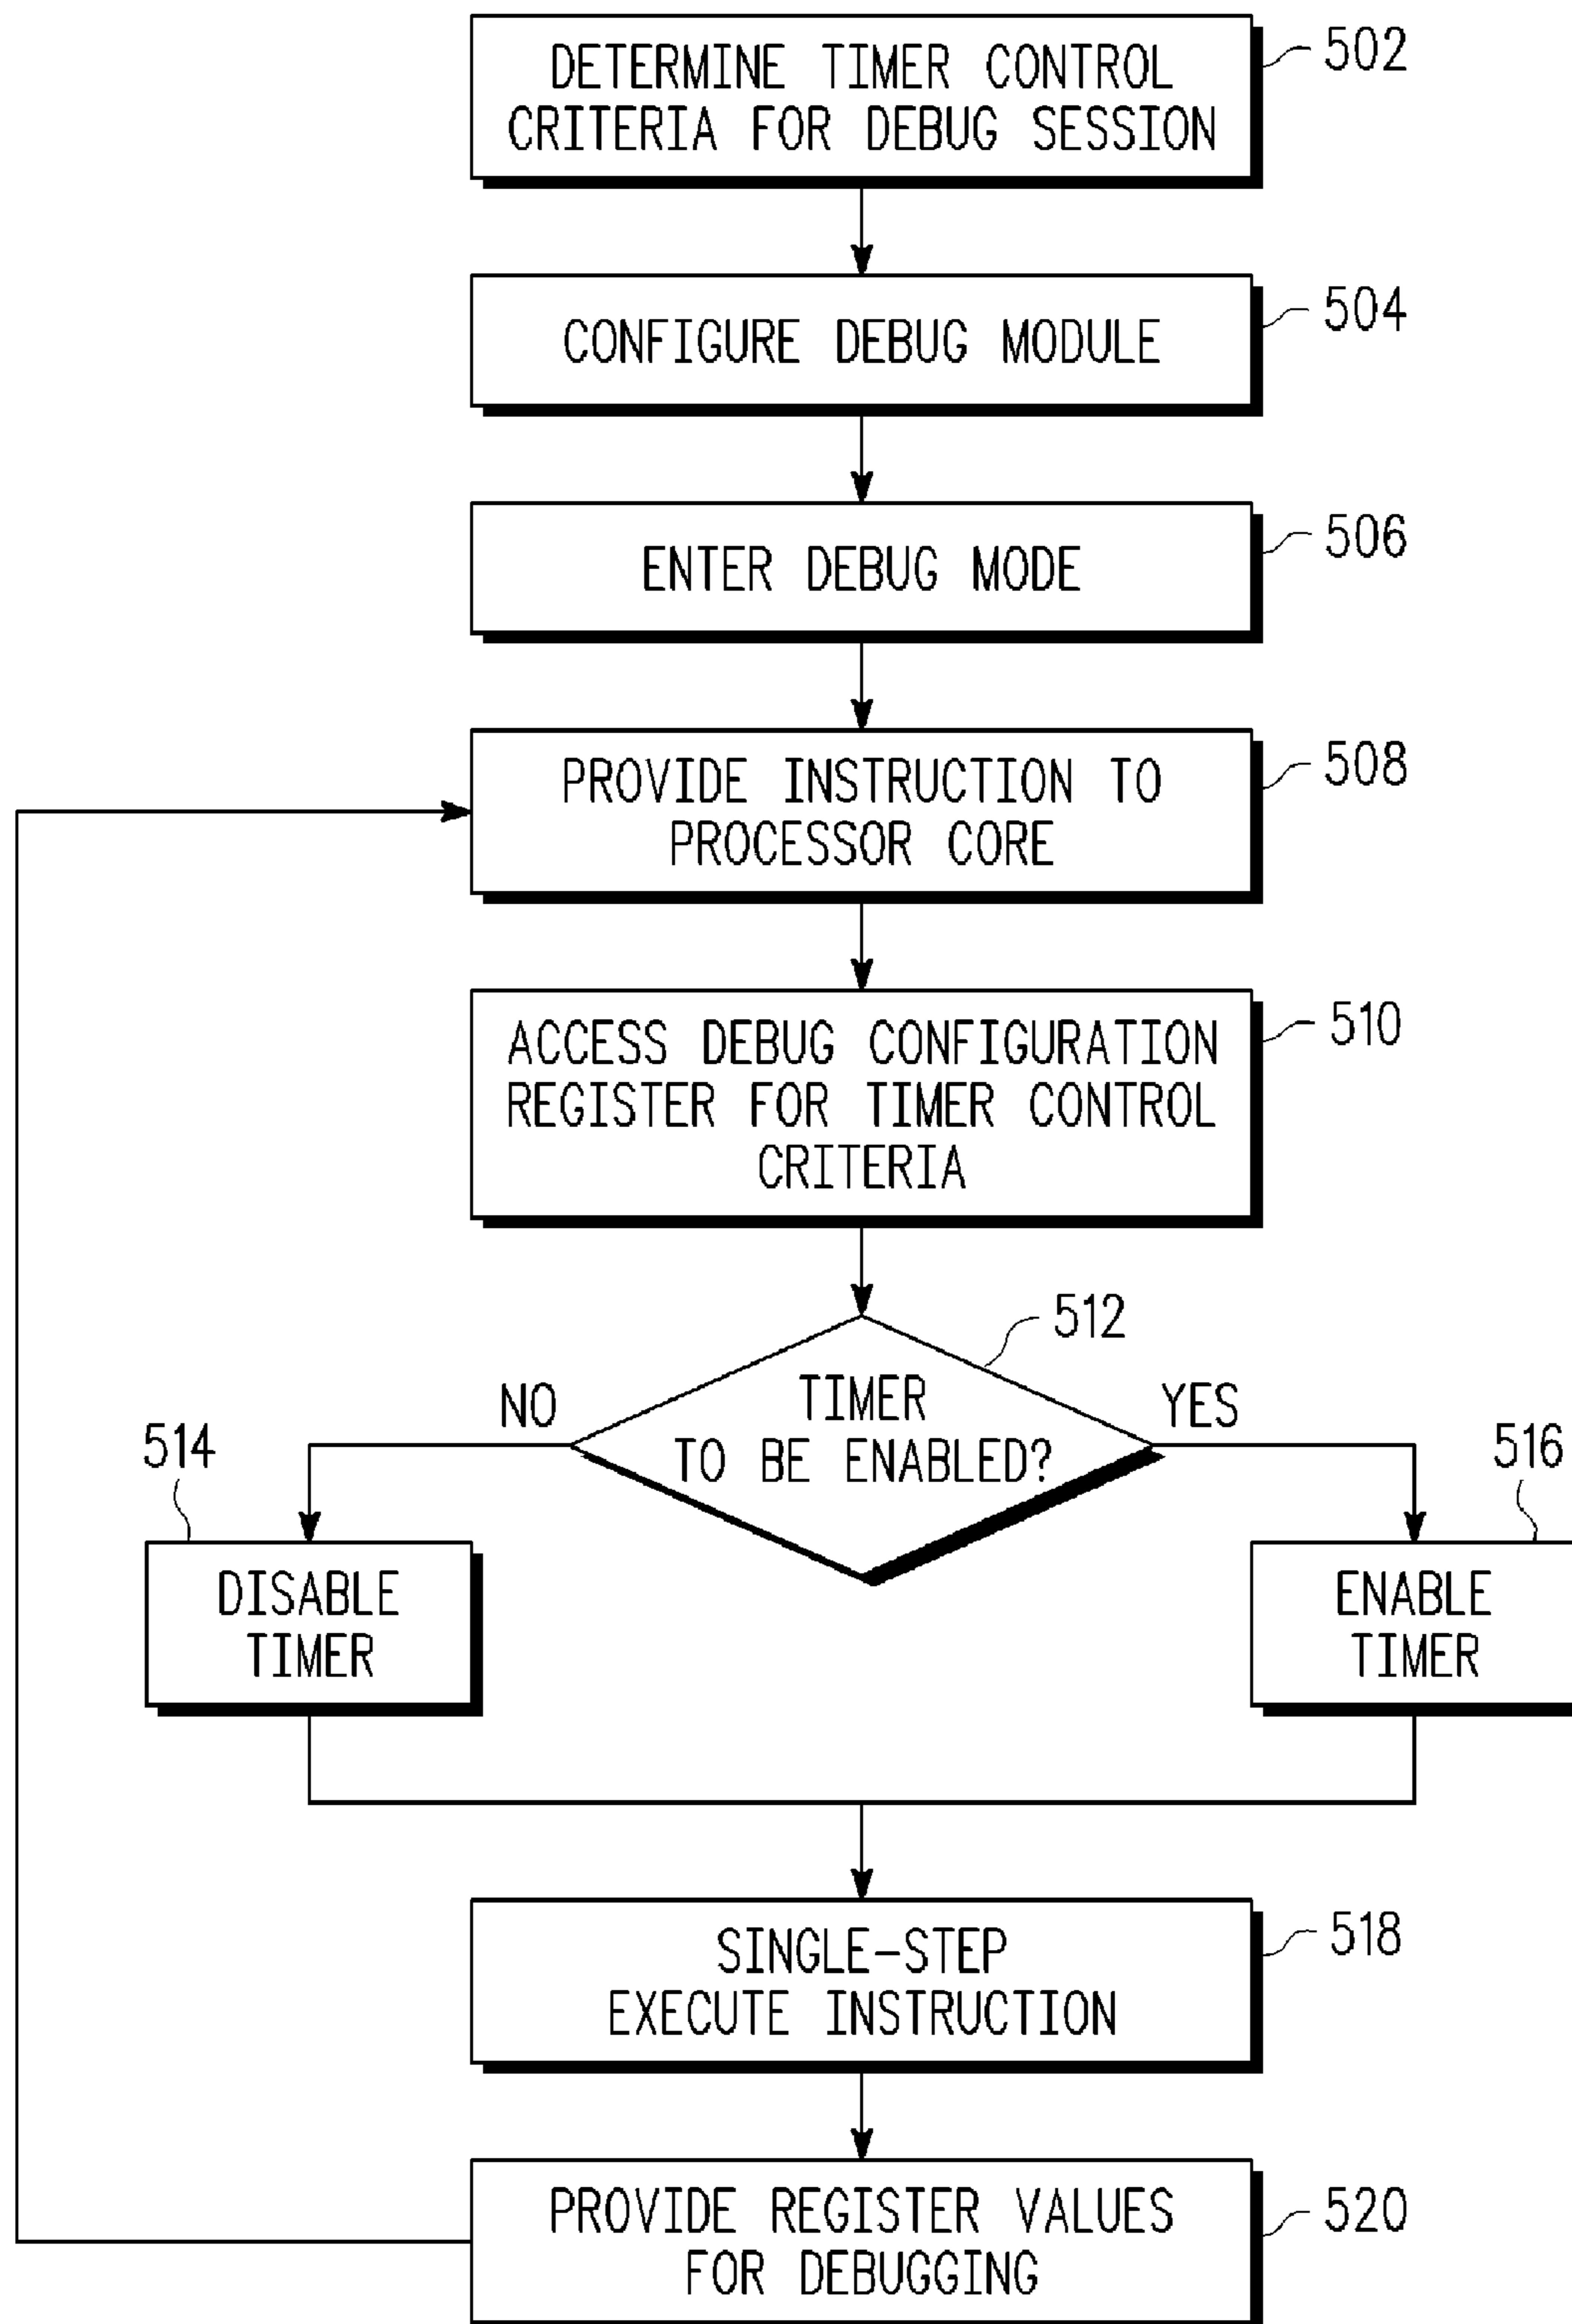 DETERMINE TIMER CONTROL
CRITERIA FOR DEBUG SESSION
502
CONFIGURE DEBUG MODULE
504
ENTER DEBUG MODE
506
PROVIDE INSTRUCTION TO
PROCESSOR CORE
508
ACCESS DEBUG CONFIGURATION
REGISTER FOR TIMER CONTROL
CRITERIA
510
512
TIMER
TO BE ENABLED?
NO
YES
514
DISABLE
TIMER
516
ENABLE
TIMER
SINGLE-STEP
EXECUTE INSTRUCTION
518
PROVIDE REGISTER VALUES
FOR DEBUGGING
520